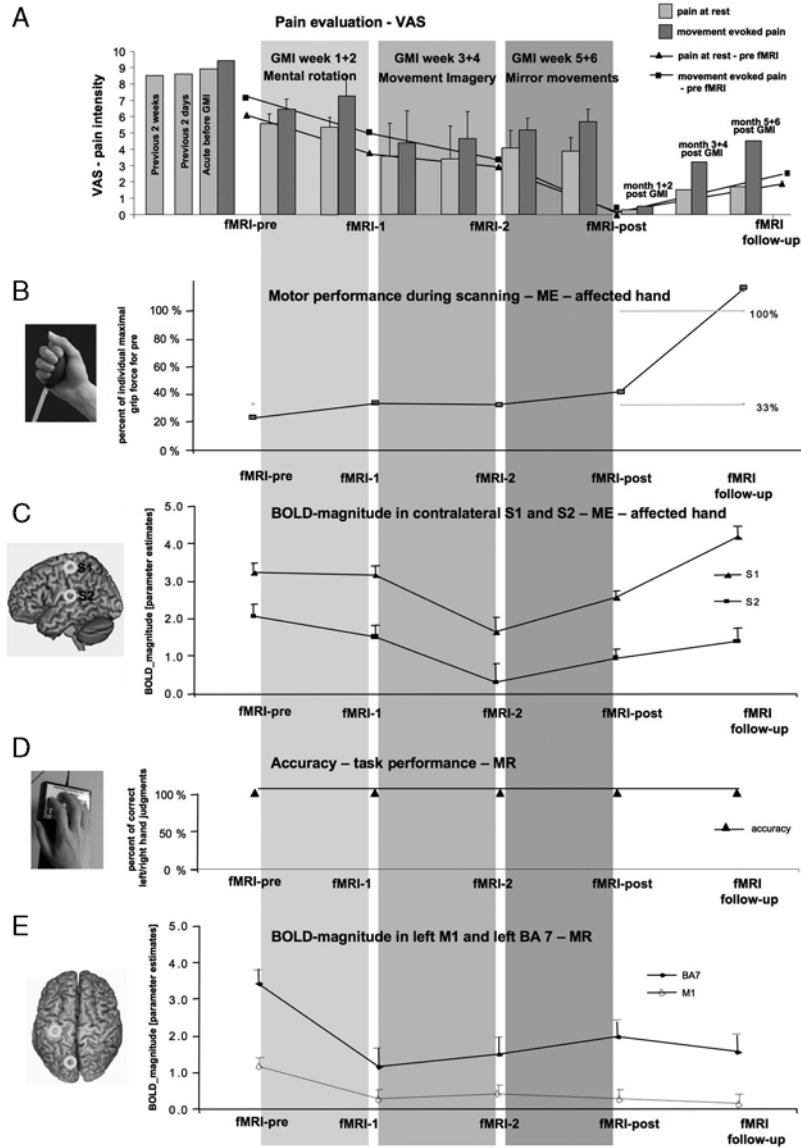 A
Pain evaluation - VAS
pain at rest
movement evoked pain
pain at rest - pre fMRI
movement evoked pain
- pre fMRI
GMI week 1+2
Mental rotation
GMI week 3+4
Movement Imagery
GMI week 5+6
Mirror movements
VAS - pain intensity
10
9
8
7
6
5
4
3
2
1
0
Previous 2 weeks
Previous 2 days
Acute before GMI
month 1+2
post GMI
month 3+4
post GMI
month 5+6
post GMI
fMRI-pre
fMRI-1
fMRI-2
fMRI-post
fMRI
follow-up
B
Motor performance during scanning – ME – affected hand
percent of individual maximal
grip force for pre
100 %
80 %
60 %
40 %
20 %
0 %
100%
33%
fMRI-pre
fMRI-1
fMRI-2
fMRI-post
fMRI
follow-up
C
BOLD-magnitude in contralateral S1 and S2 – ME – affected hand
S1
S2
BOLD_magnitude [parameter estimates]
5.0
4.0
3.0
2.0
1.0
0.0
S1
S2
fMRI-pre
fMRI-1
fMRI-2
fMRI-post
fMRI
follow-up
D
Accuracy – task performance – MR
percent of correct
left/right hand judgments
100 %
50 %
0 %
accuracy
fMRI-pre
fMRI-1
fMRI-2
fMRI-post
fMRI
follow-up
E
BOLD-magnitude in left M1 and left BA 7 – MR
BOLD_magnitude [parameter estimates]
5.0
4.0
3.0
2.0
1.0
0.0
BA7
M1
fMRI-pre
fMRI-1
fMRI-2
fMRI-post
fMRI
follow-up